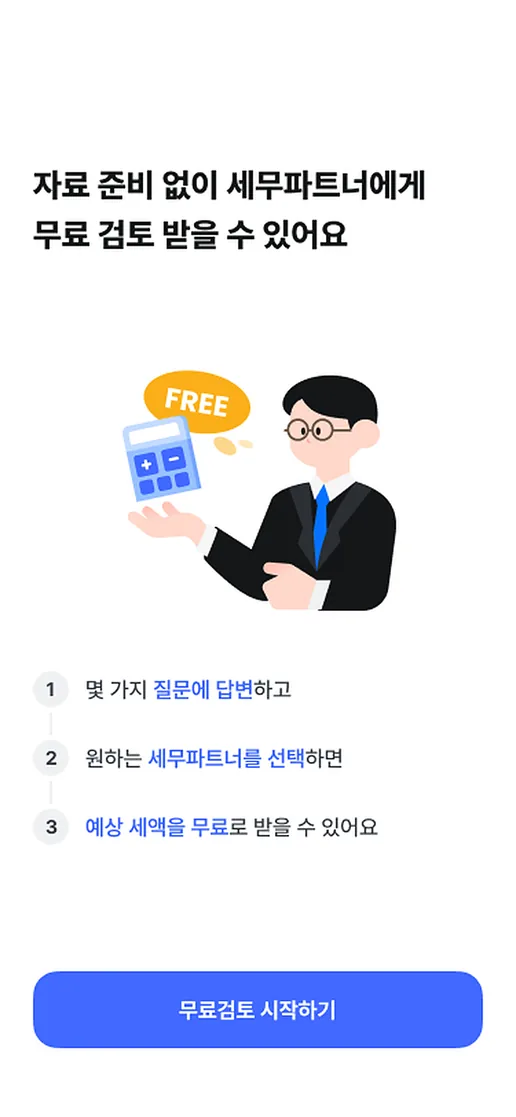 자료 준비 없이 세무파트너에게
무료 검토 받을 수 있어요
FREE
+ −
1 몇 가지 질문에 답변하고
2 원하는 세무파트너를 선택하면
3 예상 세액을 무료로 받을 수 있어요
무료검토 시작하기